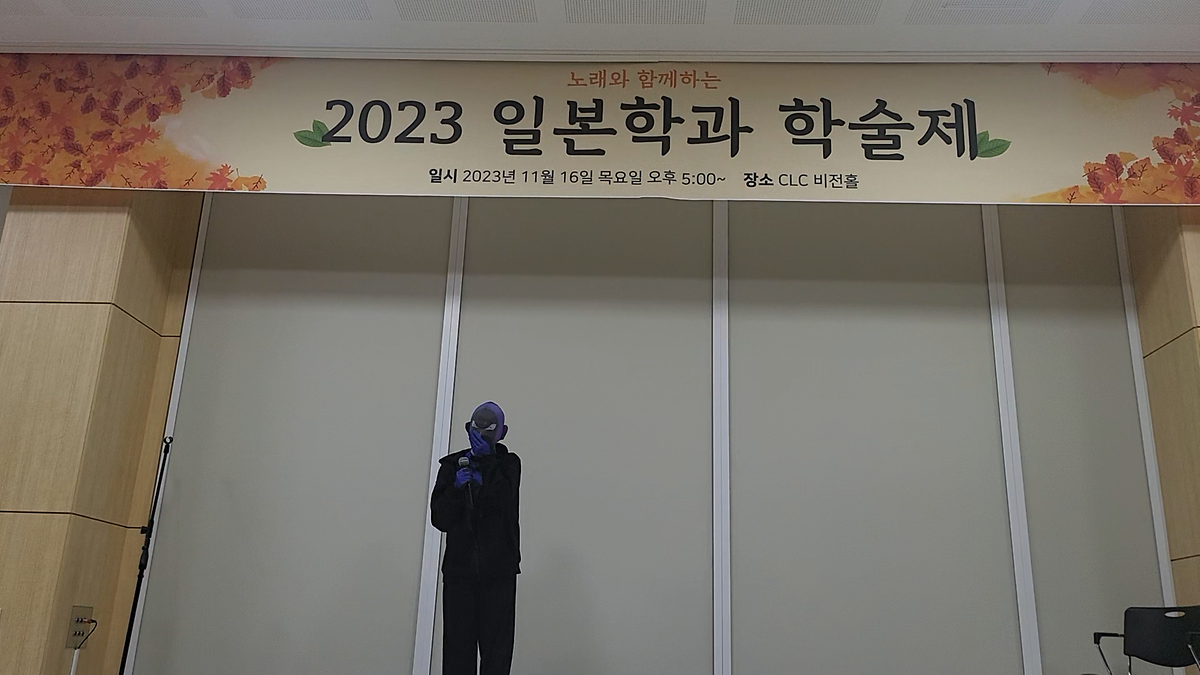 노래와 함께하는
2023 일본학과 학술제
일시 2023년 11월 16일 목요일 오후 5:00~ 장소 CLC 비전홀